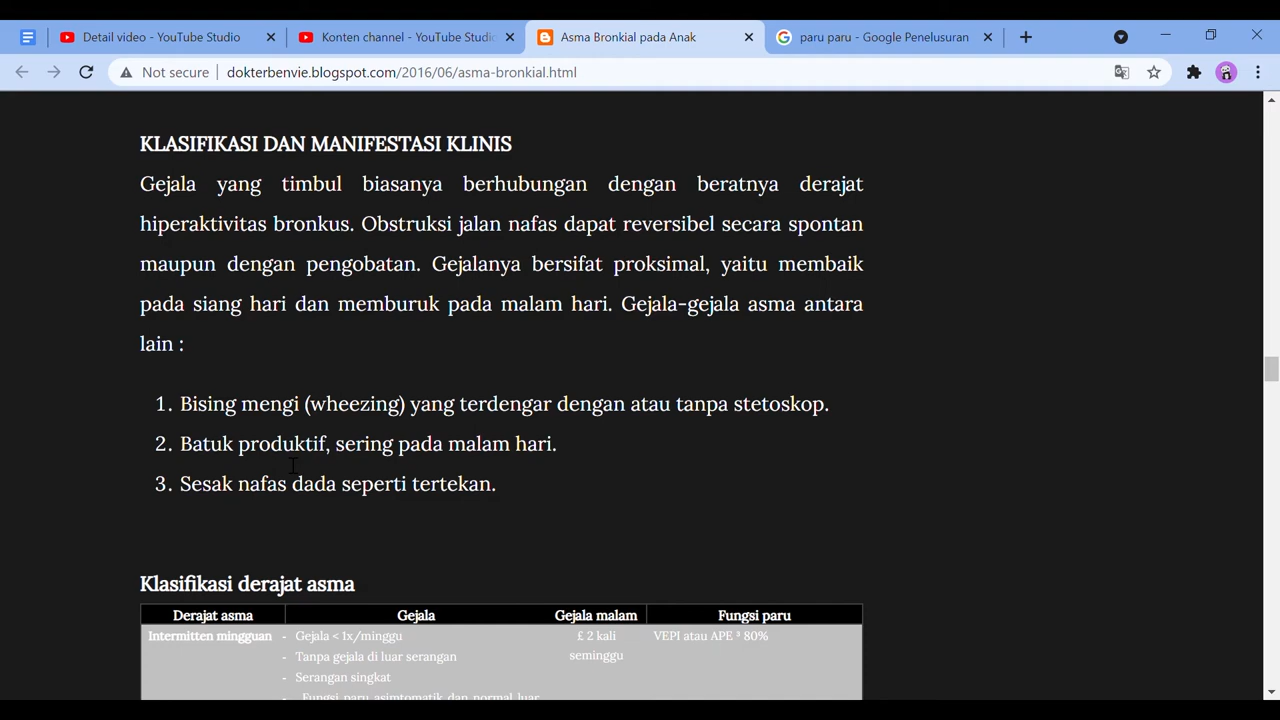 Detail video - YouTube Studio
Konten channel - YouTube Studio
Asma Bronkial pada Anak
paru paru - Google Penelusuran
Not secure
dokterbenvie.blogspot.com/2016/06/asma-bronkial.html
KLASIFIKASI DAN MANIFESTASI KLINIS
Gejala yang timbul biasanya berhubungan dengan beratnya derajat
hiperaktivitas bronkus. Obstruksi jalan nafas dapat reversibel secara spontan
maupun dengan pengobatan. Gejalanya bersifat proksimal, yaitu membaik
pada siang hari dan memburuk pada malam hari. Gejala-gejala asma antara
lain :
1. Bising mengi (wheezing) yang terdengar dengan atau tanpa stetoskop.
2. Batuk produktif, sering pada malam hari.
3. Sesak nafas dada seperti tertekan.
Klasifikasi derajat asma
Derajat asma Gejala Gejala malam Fungsi paru
Intermitten mingguan - Gejala < 1x/minggu £ 2 kali VEPI atau APE ³ 80%
- Tanpa gejala di luar serangan seminggu
- Serangan singkat
- Fungsi paru asimtomatik dan normal luar